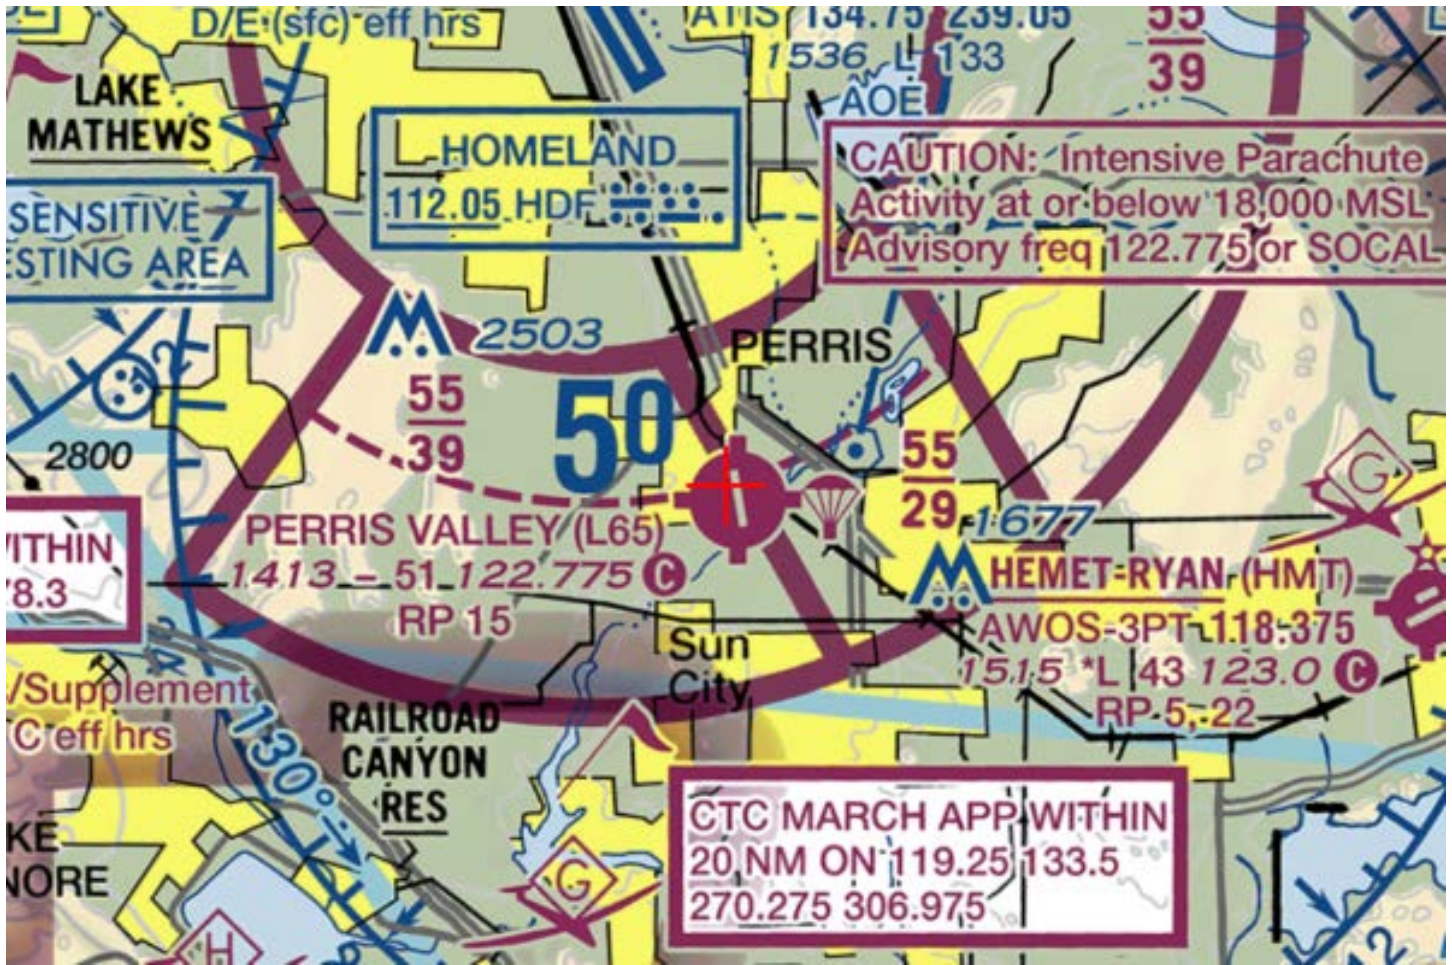 D/E (sfc) eff hrs
ATIS 134.75 239.05
1536 L 133
AOE
55
39
LAKE
MATHEWS
HOMELAND
112.05 HDF
CAUTION: Intensive Parachute
Activity at or below 18,000 MSL
Advisory freq 122.775 or SOCAL
SENSITIVE
ESTING AREA
2503
PERRIS
55
39
50
2800
55
29
1677
G
ITHIN
78.3
PERRIS VALLEY (L65)
1413 – 51 122.775 C
RP 15
HEMET-RYAN (HMT)
AWOS-3PT 118.375
1515 *L 43 123.0 C
RP 5, 22
Sun
City
/Supplement
C eff hrs
130°
RAILROAD
CANYON
RES
CTC MARCH APP WITHIN
20 NM ON 119.25 133.5
270.275 306.975
KE
NORE
G
H
12